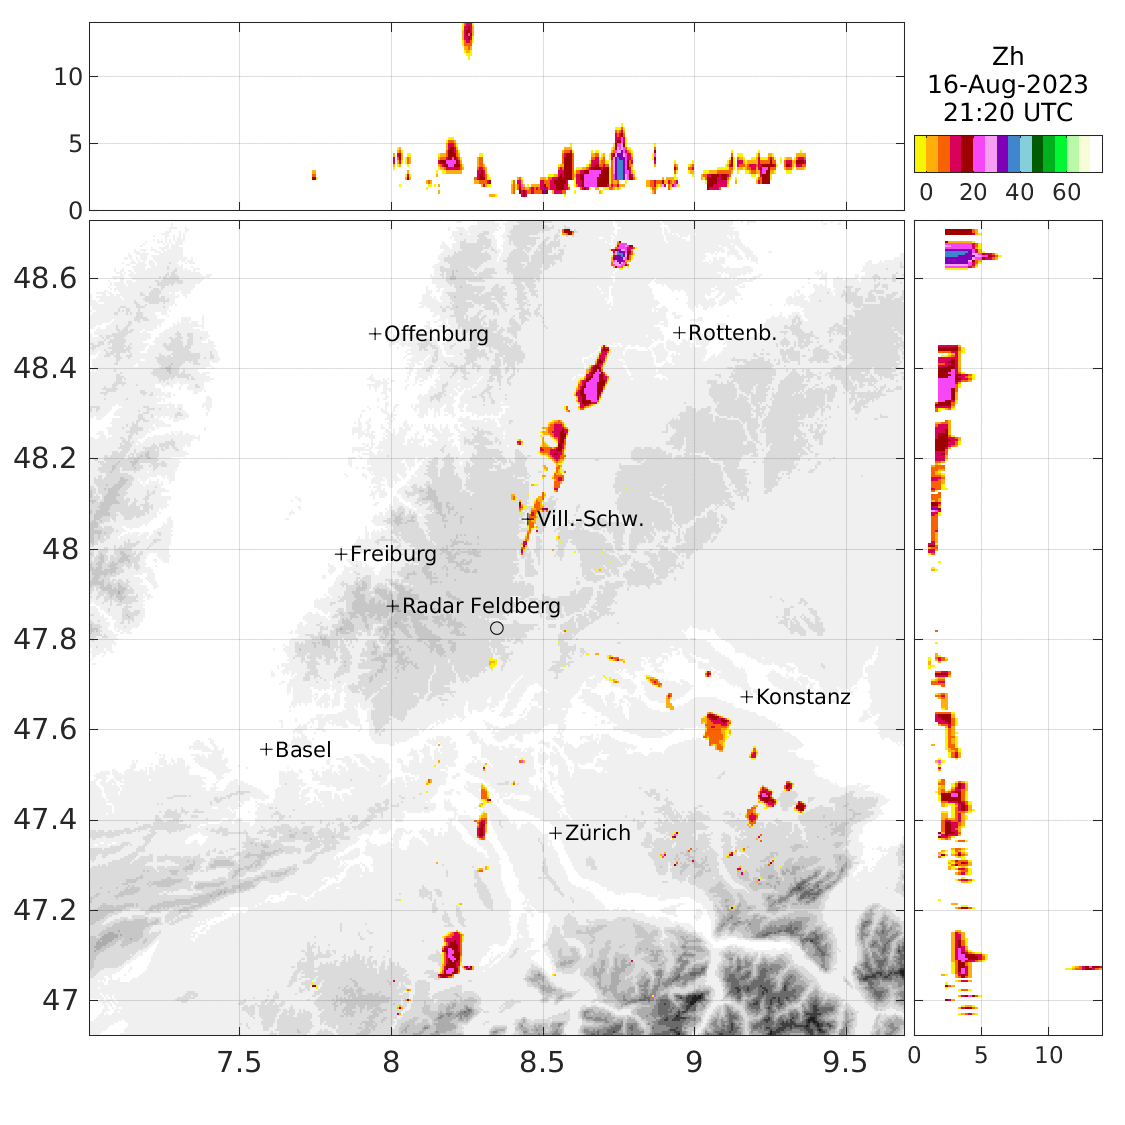 10
5
0
Zh
16-Aug-2023
21:20 UTC
0 20 40 60
48.6
48.4
48.2
48
47.8
47.6
47.4
47.2
47
+Offenburg
+Rottenb.
+Vill.-Schw.
+Freiburg
+Radar Feldberg
+Konstanz
+Basel
+Zürich
7.5 8 8.5 9 9.5
0 5 10